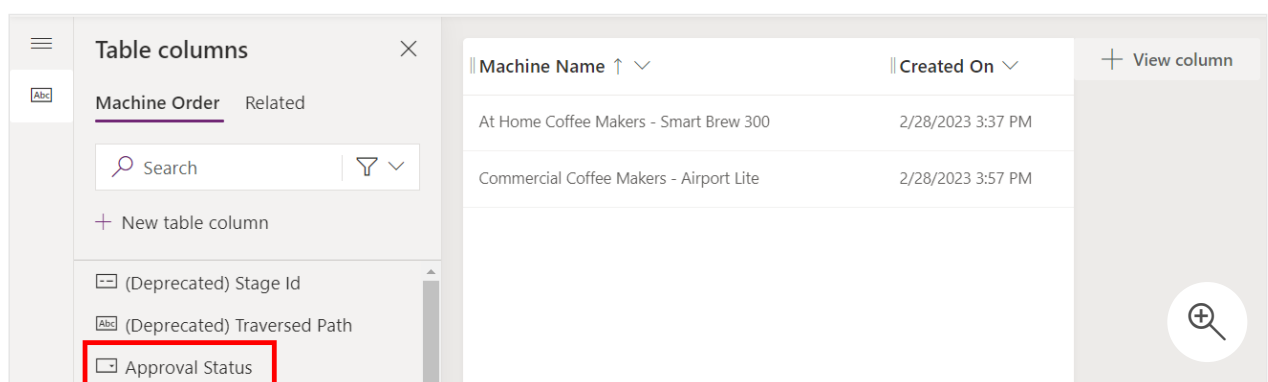 Table columns
Machine Order Related
Search
New table column
(Deprecated) Stage Id
Abc (Deprecated) Traversed Path
Approval Status
Abc
Machine Name Created On
At Home Coffee Makers - Smart Brew 300 2/28/2023 3:37 PM
Commercial Coffee Makers - Airport Lite 2/28/2023 3:57 PM
View column